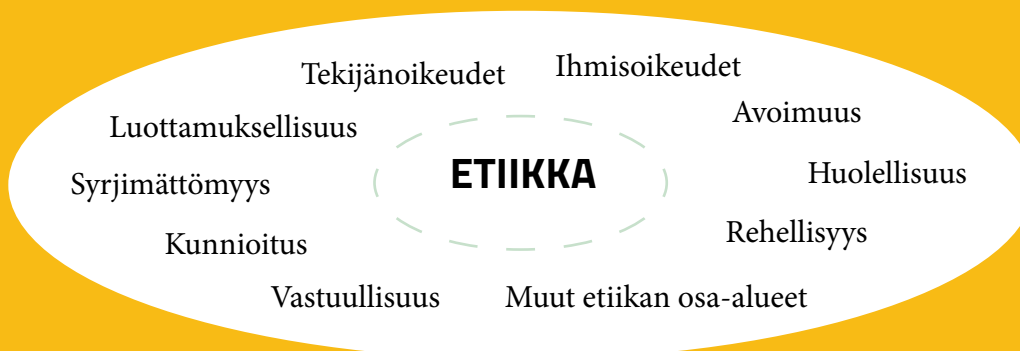 Tekijänoikeudet
Ihmisoikeudet
Luottamuksellisuus
Avoimuus
ETIIKKA
Syrjimättömyys
Huolellisuus
Kunnioitus
Rehellisyys
Vastuullisuus
Muut etiikan osa-alueet